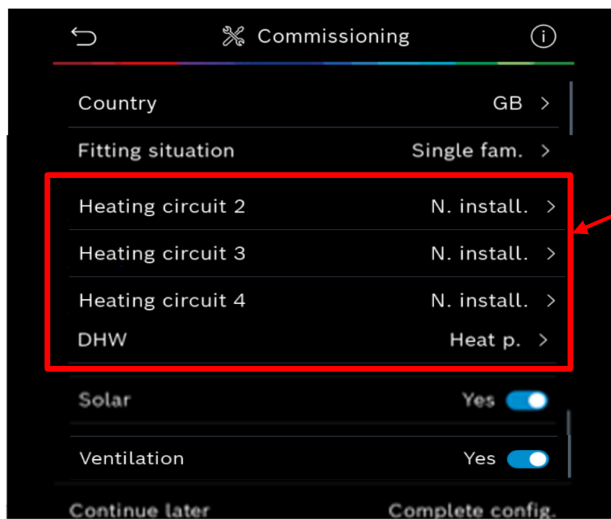 Commissioning
Country GB >
Fitting situation Single fam. >
Heating circuit 2 N. install. >
Heating circuit 3 N. install. >
Heating circuit 4 N. install. >
DHW Heat p. >
Solar Yes
Ventilation Yes
Continue later Complete config.